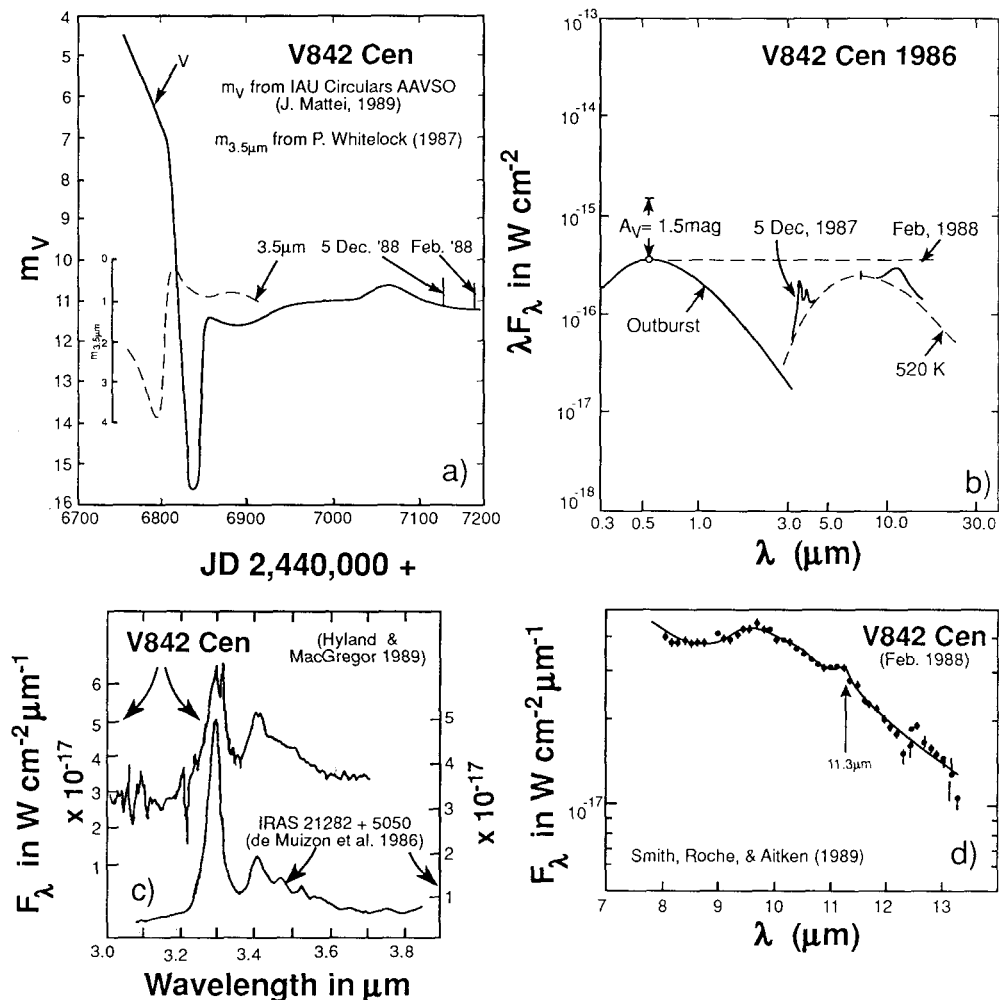 4
5
6
7
8
9
10
11
12
13
14
15
16
m_V
0
1
2
3
4
m_3.5μm
V842 Cen
V
m_V from IAU Circulars AAVSO
(J. Mattei, 1989)
m_3.5μm from P. Whitelock (1987)
3.5μm 5 Dec. '88 Feb. '88
a)
6700 6800 6900 7000 7100 7200
JD 2,440,000 +
10^-13
10^-14
10^-15
10^-16
10^-17
10^-18
λF_λ in W cm^-2
V842 Cen 1986
A_V = 1.5mag
5 Dec, 1987
Feb, 1988
Outburst
520 K
b)
0.3 0.5 1.0 3.0 5.0 10.0 30.0
λ (μm)
F_λ in W cm^-2 μm^-1
x 10^-17
6
5
4
3
2
1
V842 Cen
(Hyland &
MacGregor 1989)
5
4
3
2
1
x 10^-17
IRAS 21282 + 5050
(de Muizon et al. 1986)
c)
3.0 3.2 3.4 3.6 3.8
Wavelength in μm
F_λ in W cm^-2 μm^-1
10^-17
V842 Cen
(Feb. 1988)
11.3μm
Smith, Roche, & Aitken (1989)
d)
7 8 9 10 11 12 13
λ (μm)